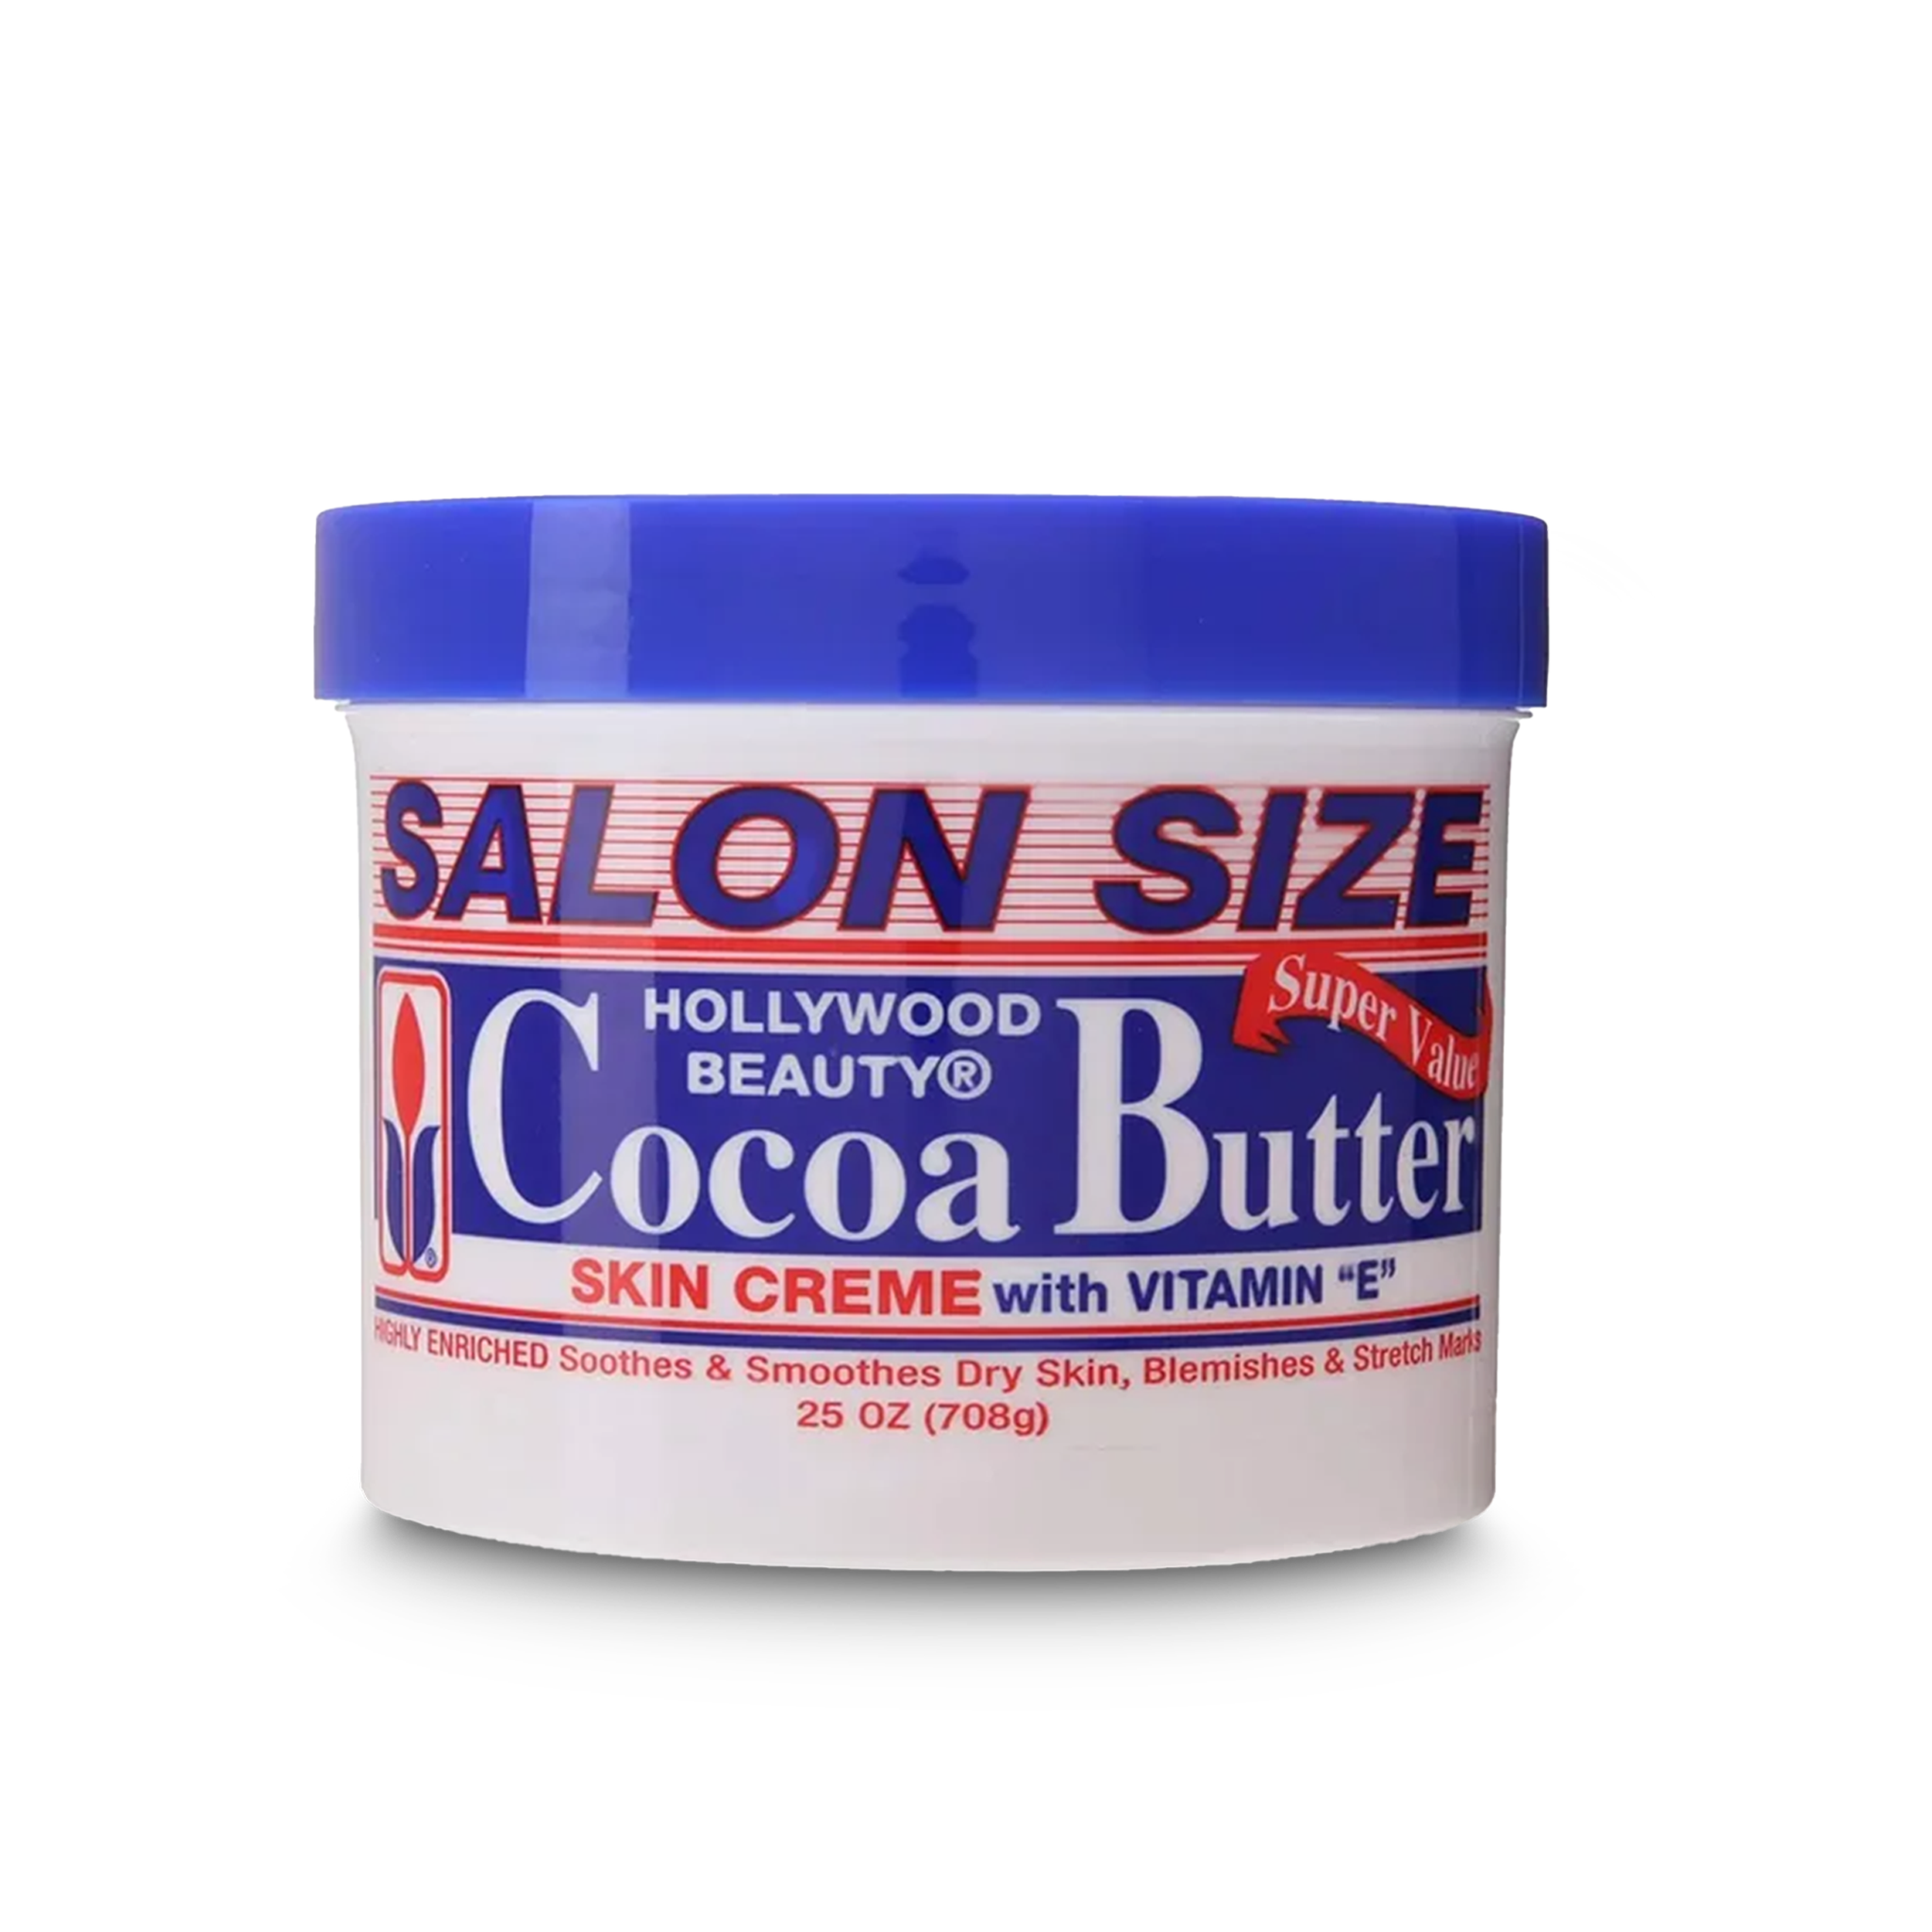 SALON SIZE
Super Value
HOLLYWOOD
BEAUTY®
Cocoa Butter
®
SKIN CREME with VITAMIN “E”
HIGHLY ENRICHED Soothes & Smoothes Dry Skin, Blemishes & Stretch Marks
25 OZ (708g)